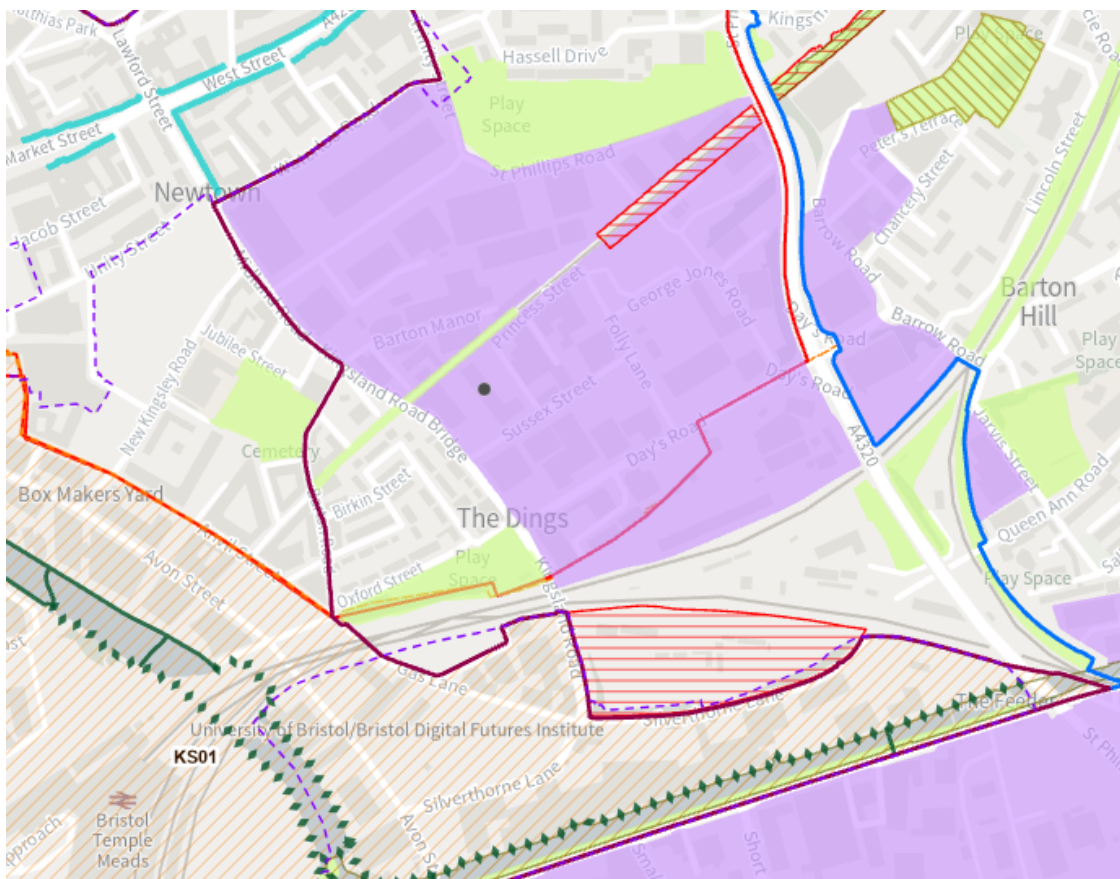 Lawford Street
West Street
Market Street
Hassell Drive
Play
Space
Play Space
St Phillips Road
Newtown
Jacob Street
Unity Street
Peter's Terrace
Chancery Street
Lincoln Street
Barrow Road
Barton
Hill
Barrow Road
Play
Space
George Jones Road
Princess Street
Barton Manor
Folly Lane
Day's Road
Day's Road
Jubilee Street
Kingsland Road Bridge
New Kingsley Road
Sussex Street
Day's Road
A4320
Jarvis Street
Queen Ann Road
Cemetery
Box Makers Yard
Birkin Street
The Dings
Anvil Street
Avon Street
Oxford Street
Play
Space
Kingsland Road
Play Space
Gas Lane
Silverthorne Lane
The Feeder
University of Bristol/Bristol Digital Futures Institute
KS01
Silverthorne Lane
Bristol
Temple
Meads
Approach
Avon St
Short